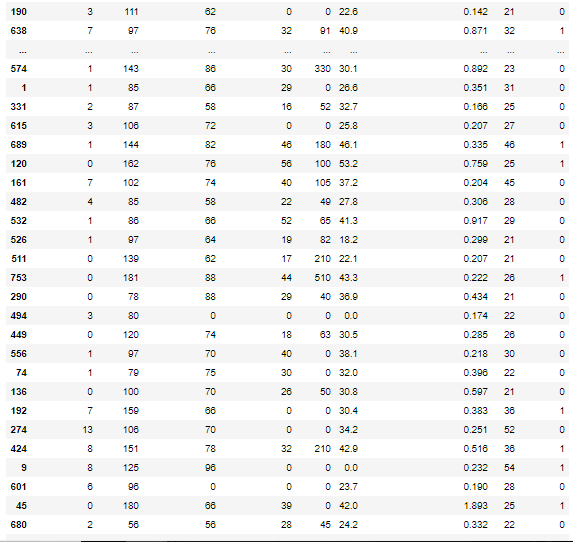 190 3 111 62 0 0 22.6 0.142 21 0
638 7 97 76 32 91 40.9 0.871 32 1
... ... ... ... ... ... ... ... ... ...
574 1 143 86 30 330 30.1 0.892 23 0
1 1 85 66 29 0 26.6 0.351 31 0
331 2 87 58 16 52 32.7 0.166 25 0
615 3 106 72 0 0 25.8 0.207 27 0
689 1 144 82 46 180 46.1 0.335 46 1
120 0 162 76 56 100 53.2 0.759 25 1
161 7 102 74 40 105 37.2 0.204 45 0
482 4 85 58 22 49 27.8 0.306 28 0
532 1 86 66 52 65 41.3 0.917 29 0
526 1 97 64 19 82 18.2 0.299 21 0
511 0 139 62 17 210 22.1 0.207 21 0
753 0 181 88 44 510 43.3 0.222 26 1
290 0 78 88 29 40 36.9 0.434 21 0
494 3 80 0 0 0 0.0 0.174 22 0
449 0 120 74 18 63 30.5 0.285 26 0
556 1 97 70 40 0 38.1 0.218 30 0
74 1 79 75 30 0 32.0 0.396 22 0
136 0 100 70 26 50 30.8 0.597 21 0
192 7 159 66 0 0 30.4 0.383 36 1
274 13 106 70 0 0 34.2 0.251 52 0
424 8 151 78 32 210 42.9 0.516 36 1
9 8 125 96 0 0 0.0 0.232 54 1
601 6 96 0 0 0 23.7 0.190 28 0
45 0 180 66 39 0 42.0 1.893 25 1
680 2 56 56 28 45 24.2 0.332 22 0